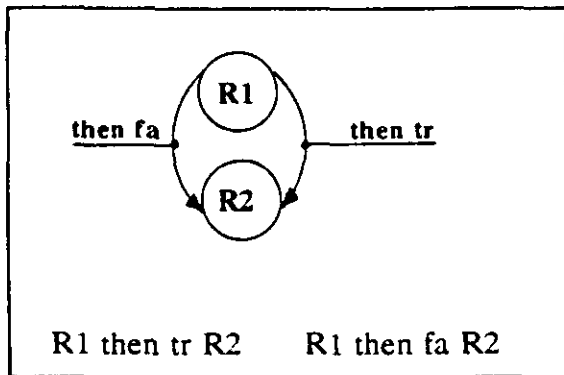 R1
then fa
then tr
R2
R1 then tr R2 R1 then fa R2